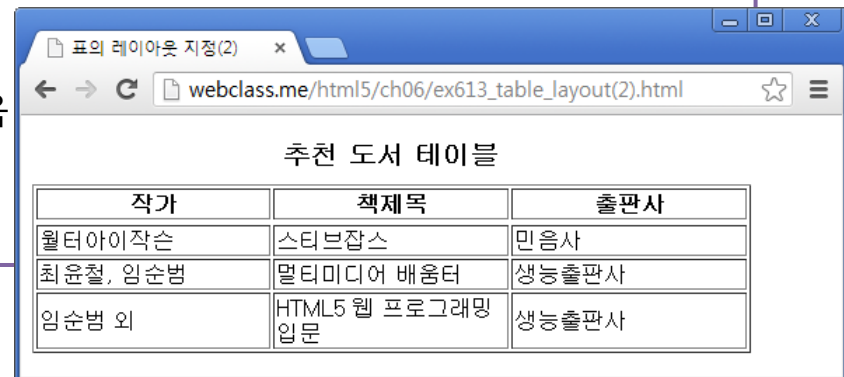 표의 레이아웃 지정(2)
webclass.me/html5/ch06/ex613_table_layout(2).html
추천 도서 테이블
작가 책제목 출판사
월터아이작슨 스티브잡스 민음사
최윤철, 임순범 멀티미디어 배움터 생능출판사
임순범 외 HTML5 웹 프로그래밍 생능출판사
입문